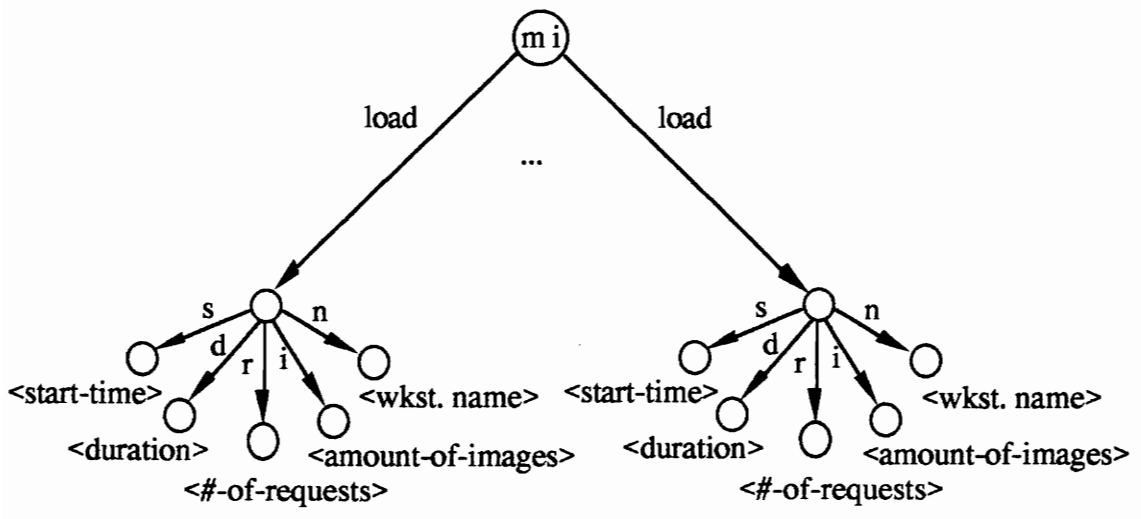 m i
load load
...
s n s n
d r i d r i
<start-time> <wkst. name> <start-time> <wkst. name>
<duration> <amount-of-images> <duration> <amount-of-images>
<#-of-requests> <#-of-requests>